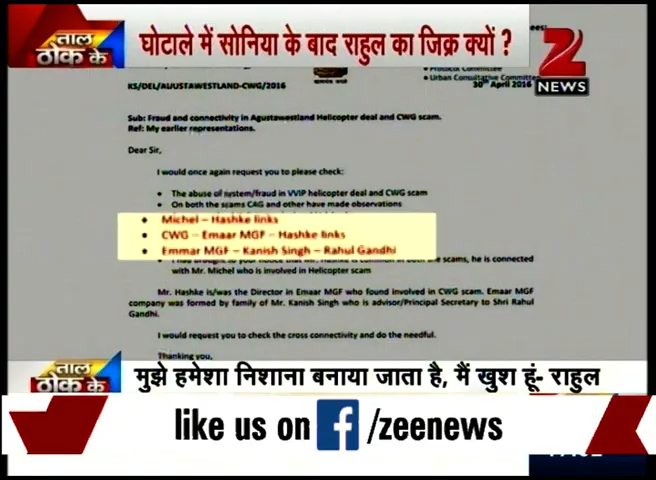 ताल
ठोक के
घोटाले में सोनिया के बाद राहुल का जिक्र क्यों ?
Z
NEWS
Urban Consultative Committee
KS/DEL/AUUSTAWESTLAND-CWG/2016
30th April 2016
Sub: Fraud and connectivity in Agustawestland Helicopter deal and CWG scam.
Ref: My earlier representations.
Dear Sir,
I would once again request you to please check:
The abuse of system/fraud in VVIP helicopter deal and CWG scam
On both the scams CAG and other have made observations
Michel – Hashke links
CWG – Emaar MGF – Hashke links
Emmar MGF – Kanish Singh – Rahul Gandhi
scams, he is connected
with Mr. Michel who is involved in Helicopter scam
Mr. Hashke is/was the Director in Emaar MGF who found involved in CWG scam. Emaar MGF
company was formed by family of Mr. Kanish Singh who is advisor/Principal Secretary to Shri Rahul
Gandhi.
I would request you to check the cross connectivity and do the needful.
Thanking you,
ताल
ठोक के
मुझे हमेशा निशाना बनाया जाता है, मैं खुश हूं- राहुल
like us on f /zeenews